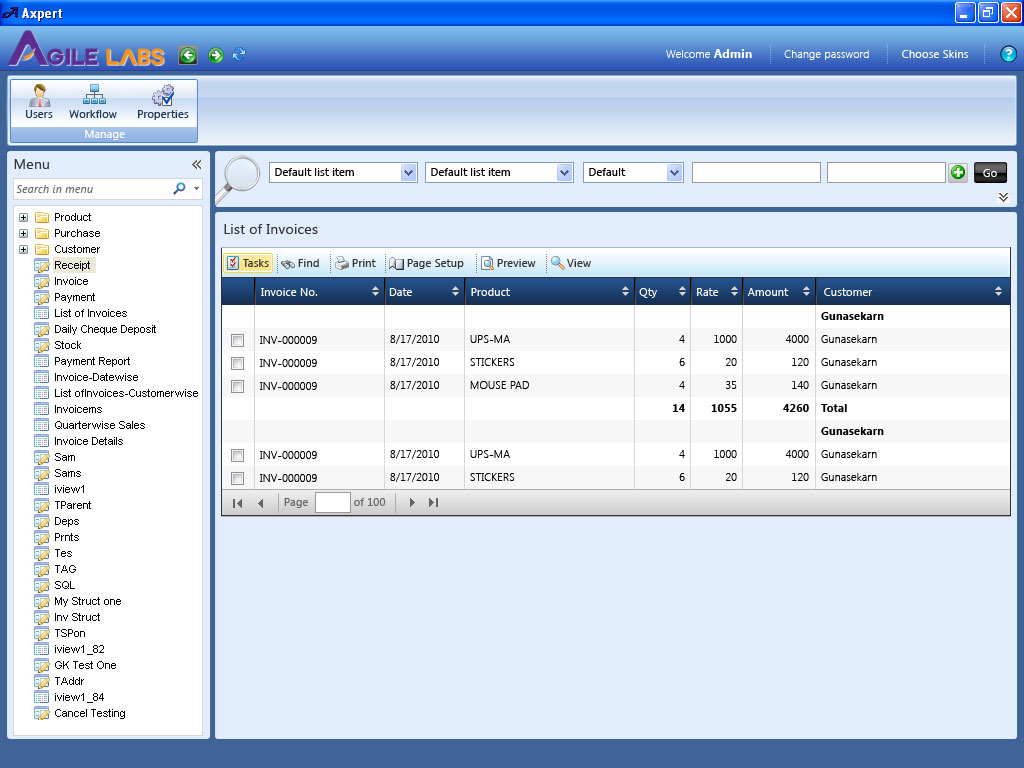 Axpert
AGILE LABS
Welcome Admin
Change password
Choose Skins
?
Users
Workflow
Properties
Manage
Menu
Search in menu
Product
Purchase
Customer
Receipt
Invoice
Payment
List of Invoices
Daily Cheque Deposit
Stock
Payment Report
Invoice-Datewise
List ofInvoices-Customerwise
Invoicems
Quarterwise Sales
Invoice Details
Sam
Sams
iview1
TParent
Deps
Prnts
Tes
TAG
SQL
My Struct one
Inv Struct
TSPon
iview1_82
GK Test One
TAddr
iview1_84
Cancel Testing
Default list item
Default list item
Default
Go
List of Invoices
Tasks Find Print Page Setup Preview View
Invoice No. Date Product Qty Rate Amount Customer
Gunasekarn
INV-000009 8/17/2010 UPS-MA 4 1000 4000 Gunasekarn
INV-000009 8/17/2010 STICKERS 6 20 120 Gunasekarn
INV-000009 8/17/2010 MOUSE PAD 4 35 140 Gunasekarn
14 1055 4260 Total
Gunasekarn
INV-000009 8/17/2010 UPS-MA 4 1000 4000 Gunasekarn
INV-000009 8/17/2010 STICKERS 6 20 120 Gunasekarn
Page of 100